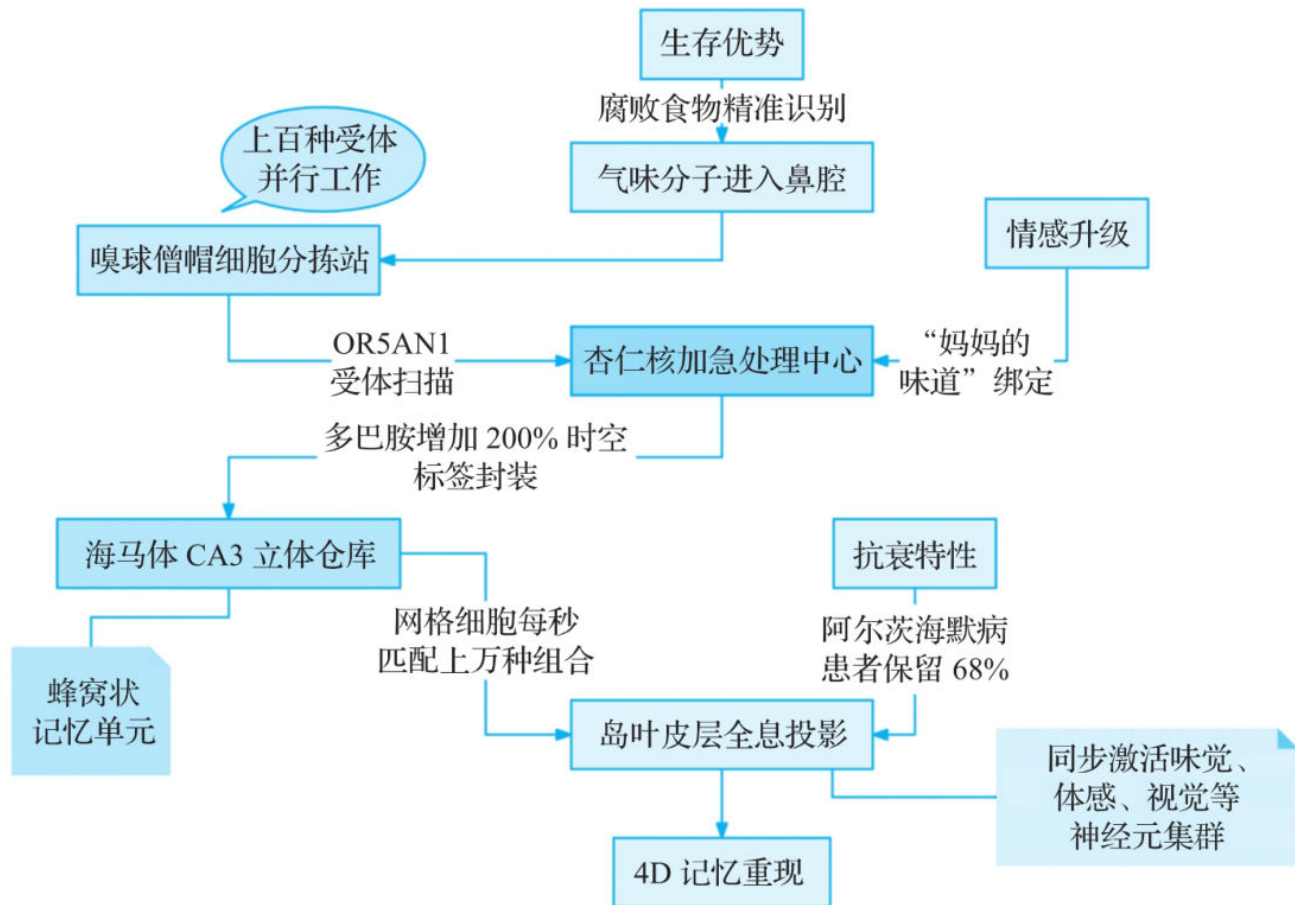 生存优势
腐败食物精准识别
上百种受体
并行工作
气味分子进入鼻腔
嗅球僧帽细胞分拣站
情感升级
OR5AN1
受体扫描
杏仁核加急处理中心
“妈妈的
味道”绑定
多巴胺增加 200% 时空
标签封装
海马体 CA3 立体仓库
抗衰特性
网格细胞每秒
匹配上万种组合
阿尔茨海默病
患者保留 68%
蜂窝状
记忆单元
岛叶皮层全息投影
同步激活味觉、
体感、视觉等
神经元集群
4D 记忆重现